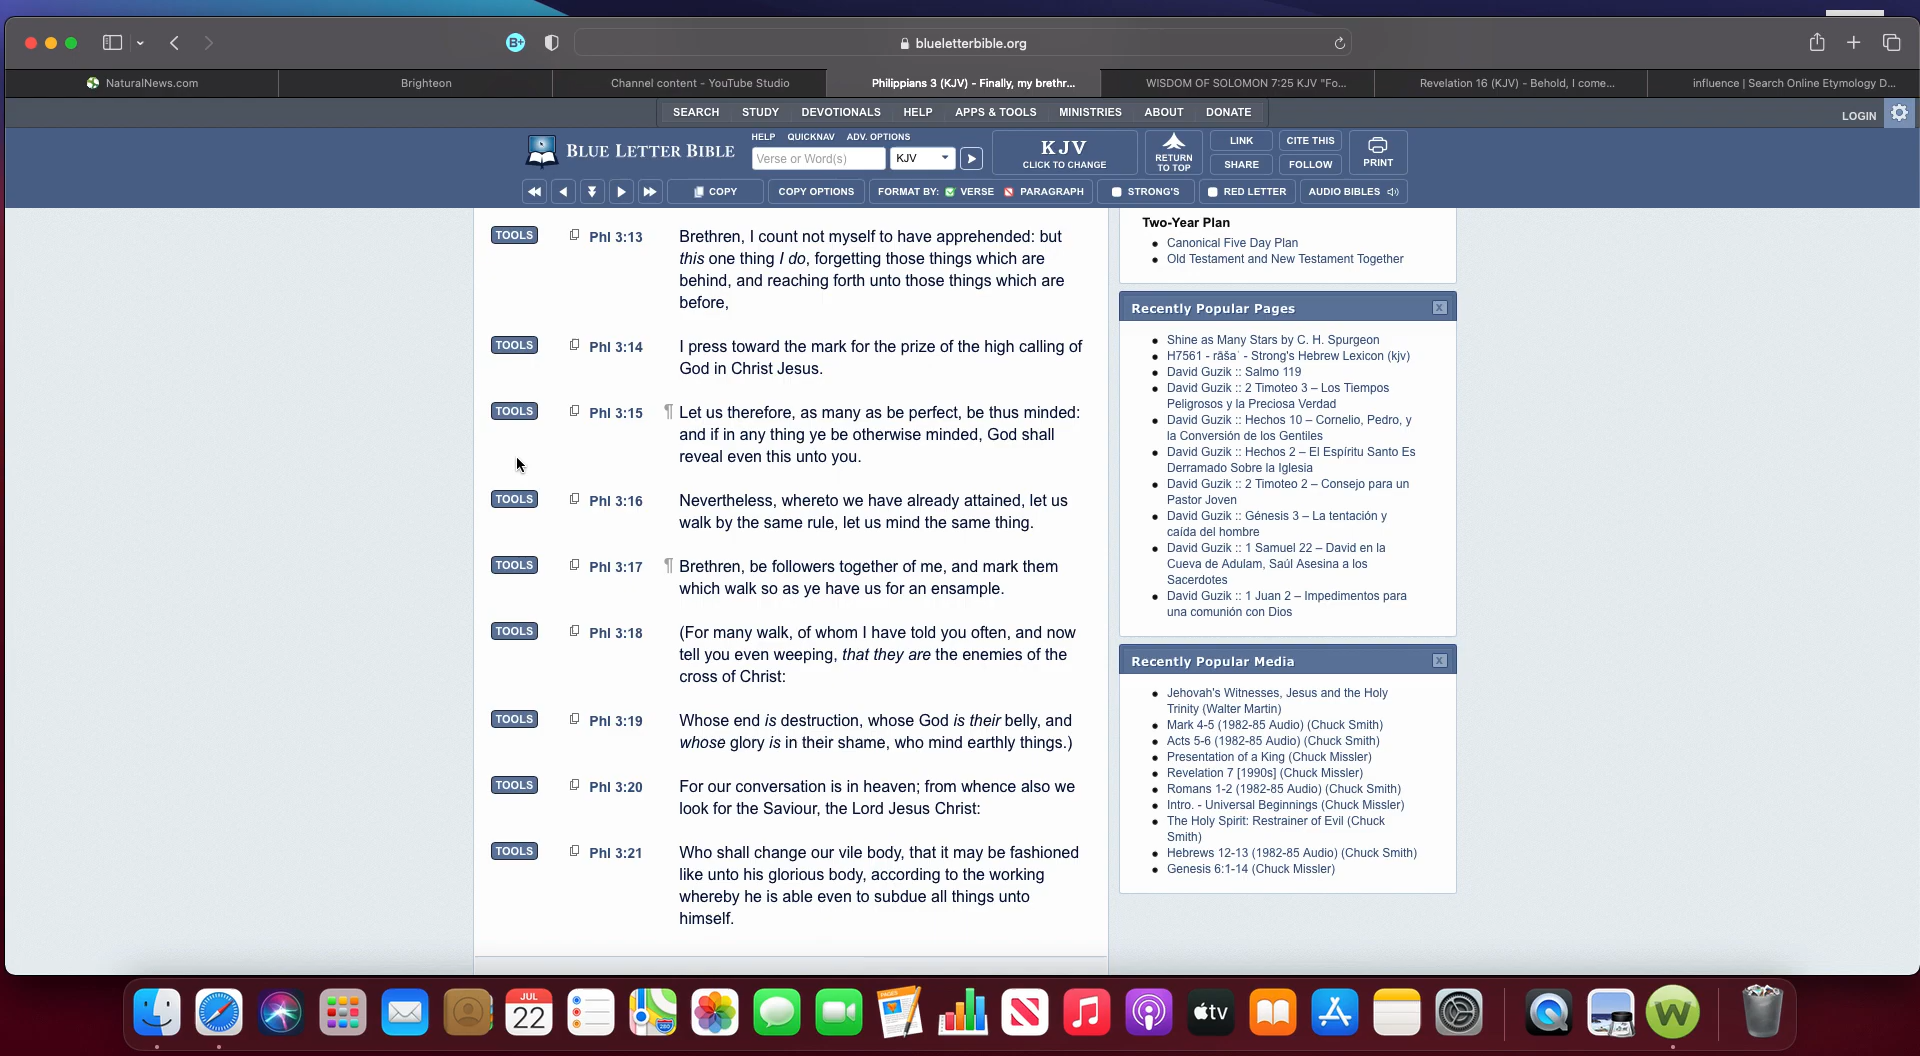 blueletterbible.org
NaturalNews.com
Brighteon
Channel content - YouTube Studio
Philippians 3 (KJV) - Finally, my brethr...
WISDOM OF SOLOMON 7:25 KJV "Fo...
Revelation 16 (KJV) - Behold, I come...
influence | Search Online Etymology D...
SEARCH STUDY DEVOTIONALS HELP APPS & TOOLS MINISTRIES ABOUT DONATE
LOGIN
BLUE LETTER BIBLE
HELP QUICKNAV ADV. OPTIONS
Verse or Word(s) KJV
KJV
CLICK TO CHANGE
RETURN
TO TOP
LINK CITE THIS
SHARE FOLLOW
PRINT
COPY COPY OPTIONS FORMAT BY: VERSE PARAGRAPH STRONG'S RED LETTER AUDIO BIBLES
TOOLS Phl 3:13 Brethren, I count not myself to have apprehended: but
this one thing I do, forgetting those things which are
behind, and reaching forth unto those things which are
before,
TOOLS Phl 3:14 I press toward the mark for the prize of the high calling of
God in Christ Jesus.
TOOLS Phl 3:15 ¶ Let us therefore, as many as be perfect, be thus minded:
and if in any thing ye be otherwise minded, God shall
reveal even this unto you.
TOOLS Phl 3:16 Nevertheless, whereto we have already attained, let us
walk by the same rule, let us mind the same thing.
TOOLS Phl 3:17 ¶ Brethren, be followers together of me, and mark them
which walk so as ye have us for an ensample.
TOOLS Phl 3:18 (For many walk, of whom I have told you often, and now
tell you even weeping, that they are the enemies of the
cross of Christ:
TOOLS Phl 3:19 Whose end is destruction, whose God is their belly, and
whose glory is in their shame, who mind earthly things.)
TOOLS Phl 3:20 For our conversation is in heaven; from whence also we
look for the Saviour, the Lord Jesus Christ:
TOOLS Phl 3:21 Who shall change our vile body, that it may be fashioned
like unto his glorious body, according to the working
whereby he is able even to subdue all things unto
himself.
Two-Year Plan
Canonical Five Day Plan
Old Testament and New Testament Together
Recently Popular Pages x
Shine as Many Stars by C. H. Spurgeon
H7561 - rāšaʿ - Strong's Hebrew Lexicon (kjv)
David Guzik :: Salmo 119
David Guzik :: 2 Timoteo 3 – Los Tiempos
Peligrosos y la Preciosa Verdad
David Guzik :: Hechos 10 – Cornelio, Pedro, y
la Conversión de los Gentiles
David Guzik :: Hechos 2 – El Espíritu Santo Es
Derramado Sobre la Iglesia
David Guzik :: 2 Timoteo 2 – Consejo para un
Pastor Joven
David Guzik :: Génesis 3 – La tentación y
caída del hombre
David Guzik :: 1 Samuel 22 – David en la
Cueva de Adulam, Saúl Asesina a los
Sacerdotes
David Guzik :: 1 Juan 2 – Impedimentos para
una comunión con Dios
Recently Popular Media x
Jehovah's Witnesses, Jesus and the Holy
Trinity (Walter Martin)
Mark 4-5 (1982-85 Audio) (Chuck Smith)
Acts 5-6 (1982-85 Audio) (Chuck Smith)
Presentation of a King (Chuck Missler)
Revelation 7 [1990s] (Chuck Missler)
Romans 1-2 (1982-85 Audio) (Chuck Smith)
Intro. - Universal Beginnings (Chuck Missler)
The Holy Spirit: Restrainer of Evil (Chuck
Smith)
Hebrews 12-13 (1982-85 Audio) (Chuck Smith)
Genesis 6:1-14 (Chuck Missler)
JUL
22
280
PAGES
tv
W